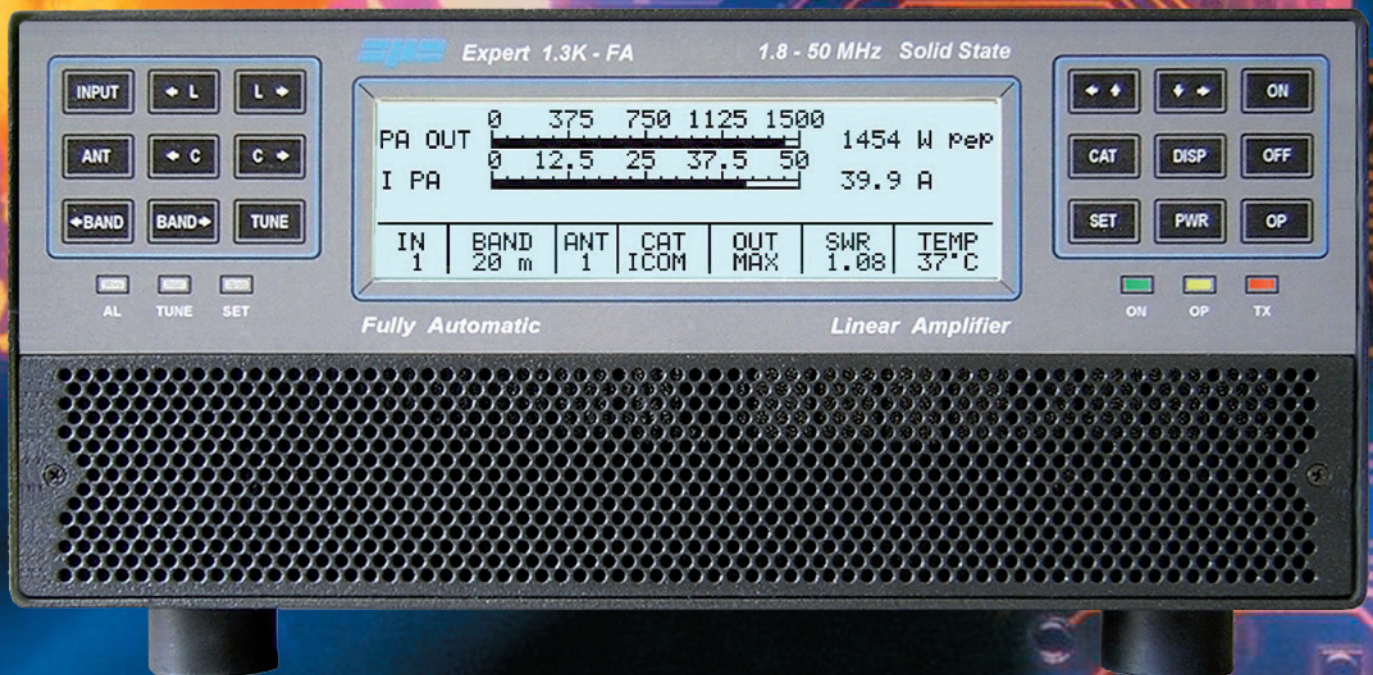 Expert 1.3K - FA
1.8 - 50 MHz Solid State
INPUT
← L
L →
ANT
← C
C →
←BAND
BAND→
TUNE
AL
TUNE
SET
0 375 750 1125 1500
PA OUT 1454 W pep
0 12.5 25 37.5 50
I PA 39.9 A
IN BAND ANT CAT OUT SWR TEMP
1 20 m 1 ICOM MAX 1.08 37°C
Fully Automatic
Linear Amplifier
← ↑
↓ →
ON
CAT
DISP
OFF
SET
PWR
OP
ON
OP
TX